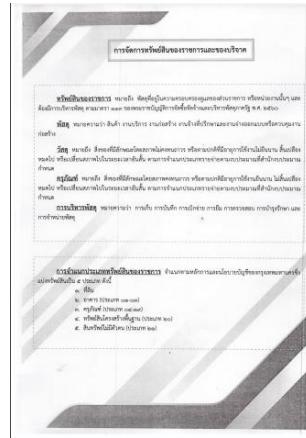 การจัดการทรัพย์สินของราชการและของบริจาค
ทรัพย์สินของราชการ หมายถึง พัสดุที่อยู่ในความครอบครองดูแลของส่วนราชการ หรือหน่วยงานนั้นๆ และ
ต้องมีการบริหารพัสดุ ตามมาตรา ๑๑๓ ของพระราชบัญญัติการจัดซื้อจัดจ้างและบริหารพัสดุภาครัฐ พ.ศ. ๒๕๖๐
พัสดุ หมายความว่า สินค้า งานบริการ งานก่อสร้าง งานจ้างที่ปรึกษาและงานจ้างออกแบบหรือควบคุมงาน
ก่อสร้าง
วัสดุ หมายถึง สิ่งของที่มีลักษณะโดยสภาพไม่คงทนถาวร หรือตามปกติมีอายุการใช้งานไม่ยืนนาน สิ้นเปลือง
หมดไป หรือเปลี่ยนสภาพไปในระยะเวลาอันสั้น ตามการจำแนกประเภทรายจ่ายตามงบประมาณที่สำนักงบประมาณ
กำหนด
ครุภัณฑ์ หมายถึง สิ่งของที่มีลักษณะโดยสภาพคงทนถาวร หรือตามปกติมีอายุการใช้งานยืนนาน ไม่สิ้นเปลือง
หมดไป หรือเปลี่ยนสภาพไปในระยะเวลาอันสั้น ตามการจำแนกประเภทรายจ่ายตามงบประมาณที่สำนักงบประมาณ
กำหนด
การบริหารพัสดุ หมายความว่า การเก็บ การบันทึก การเบิกจ่าย การยืม การตรวจสอบ การบำรุงรักษา และ
การจำหน่ายพัสดุ
การจำแนกประเภททรัพย์สินของราชการ จำแนกตามหลักการและนโยบายบัญชีของกรุงเทพมหานครซึ่ง
แบ่งทรัพย์สินเป็น ๕ ประเภท ดังนี้
๑. ที่ดิน
๒. อาคาร
๓. ครุภัณฑ์
๔. ทรัพย์สินโครงสร้างพื้นฐาน (ประเภท ๒๐)
๕. สินทรัพย์ไม่มีตัวตน (ประเภท ๒๑)